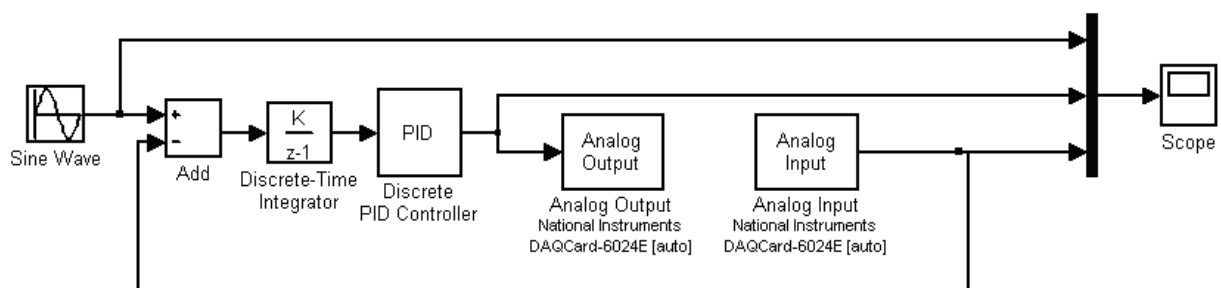 Sine Wave
+
−
Add
K
z-1
Discrete-Time
Integrator
PID
Discrete
PID Controller
Analog
Output
Analog Output
National Instruments
DAQCard-6024E [auto]
Analog
Input
Analog Input
National Instruments
DAQCard-6024E [auto]
Scope